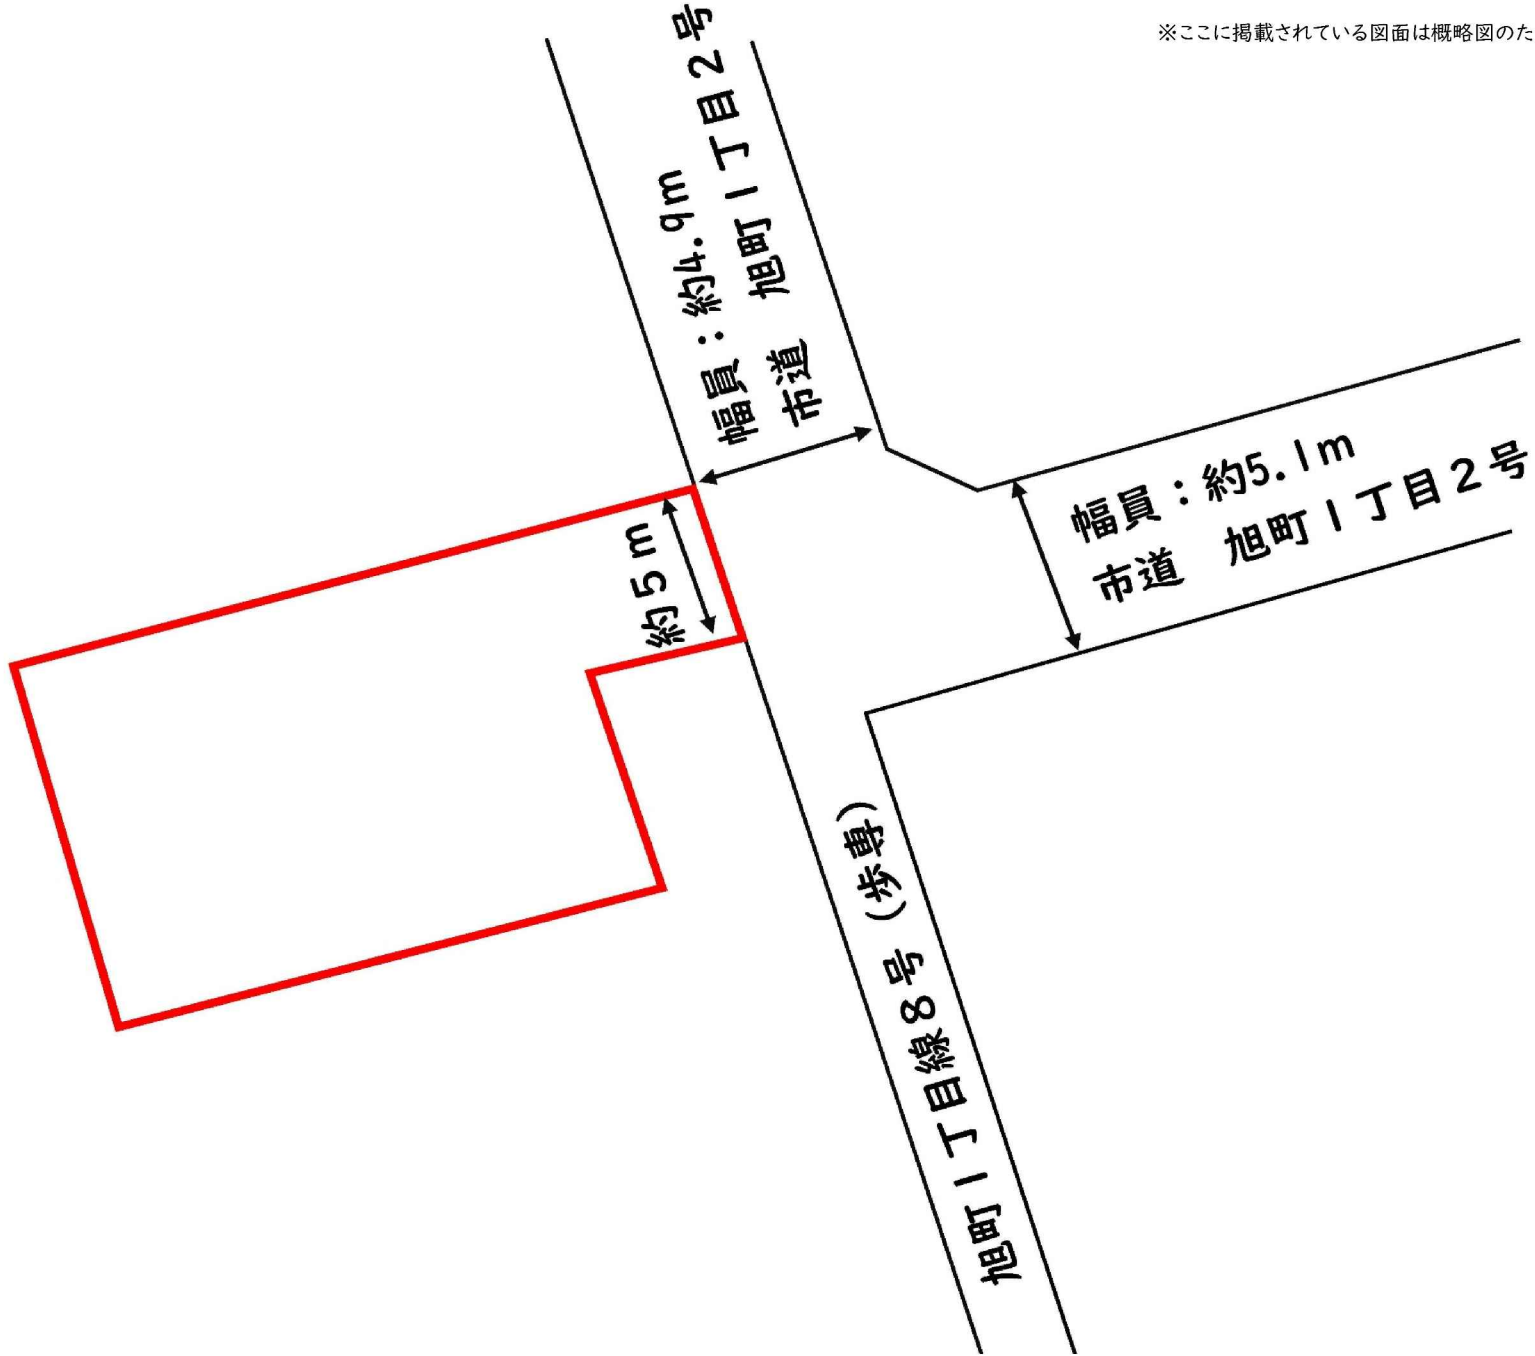 ※ここに掲載されている図面は概略図のた
幅員：約4.9m
市道　旭町1丁目2号
約5m
幅員：約5.1m
市道　旭町1丁目2号
旭町1丁目線8号（歩専）